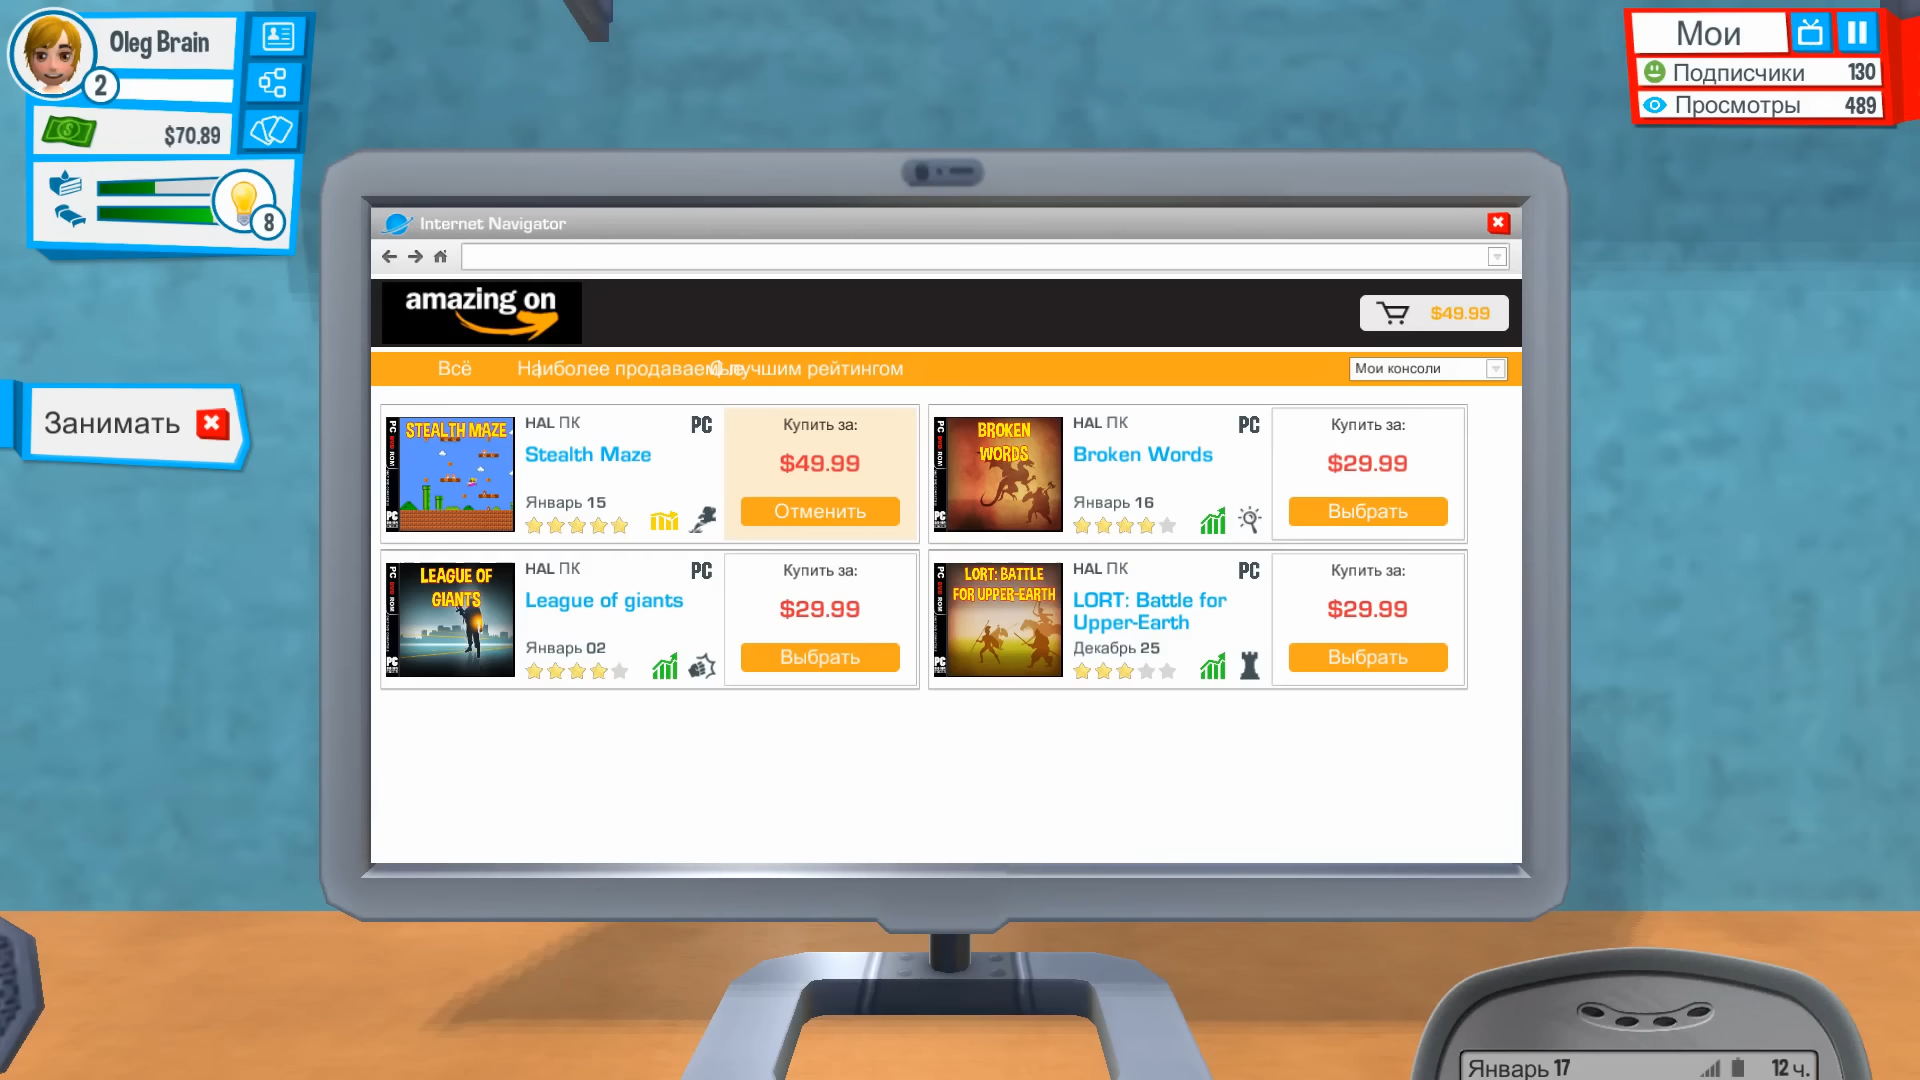 Oleg Brain
2
$70.89
8
Мои
Подписчики 130
Просмотры 489
Занимать
Internet Navigator
amazing on
$49.99
Всё
Наиболее продаваемые
С лучшим рейтингом
Мои консоли
STEALTH MAZE
PC
HAL ПК
PC
Stealth Maze
Январь 15
Купить за:
$49.99
Отменить
BROKEN
WORDS
PC
HAL ПК
PC
Broken Words
Январь 16
Купить за:
$29.99
Выбрать
LEAGUE OF
GIANTS
PC
HAL ПК
PC
League of giants
Январь 02
Купить за:
$29.99
Выбрать
LORT: BATTLE
FOR UPPER-EARTH
PC
HAL ПК
PC
LORT: Battle for
Upper-Earth
Декабрь 25
Купить за:
$29.99
Выбрать
Январь 17
12 ч.